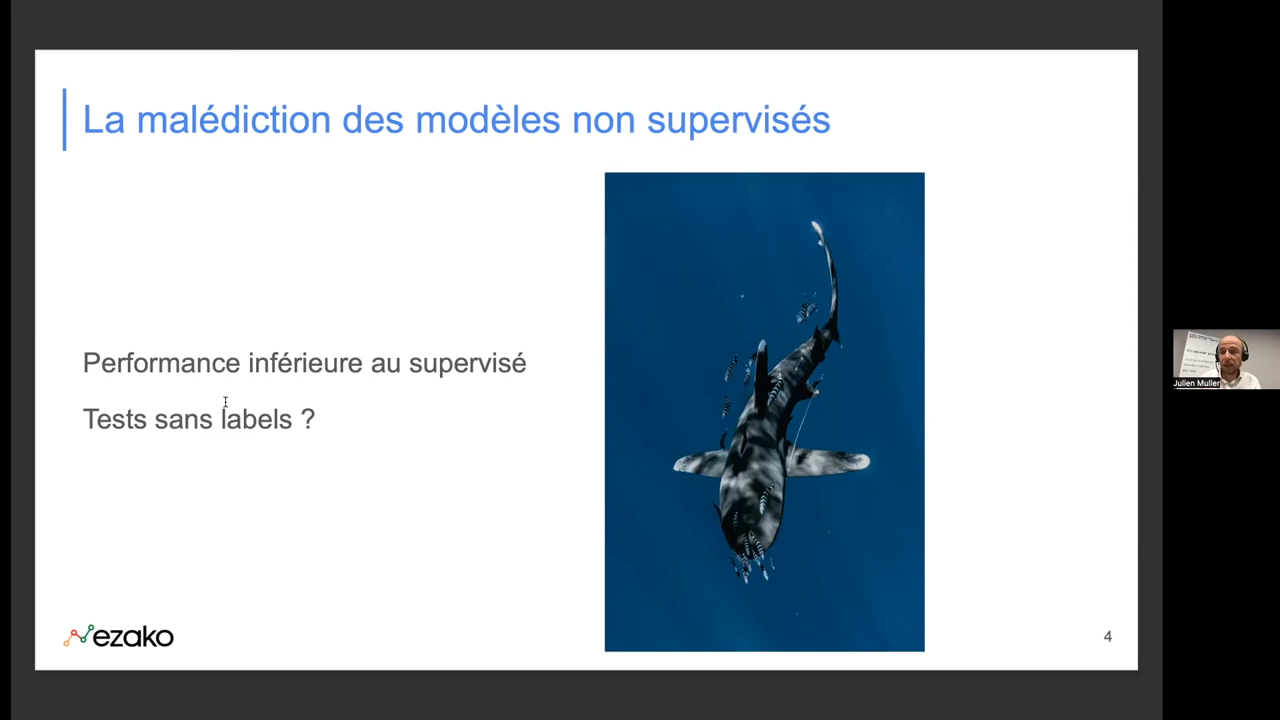 La malédiction des modèles non supervisés
Performance inférieure au supervisé
Tests sans labels ?
ezako
4
Julien Muller